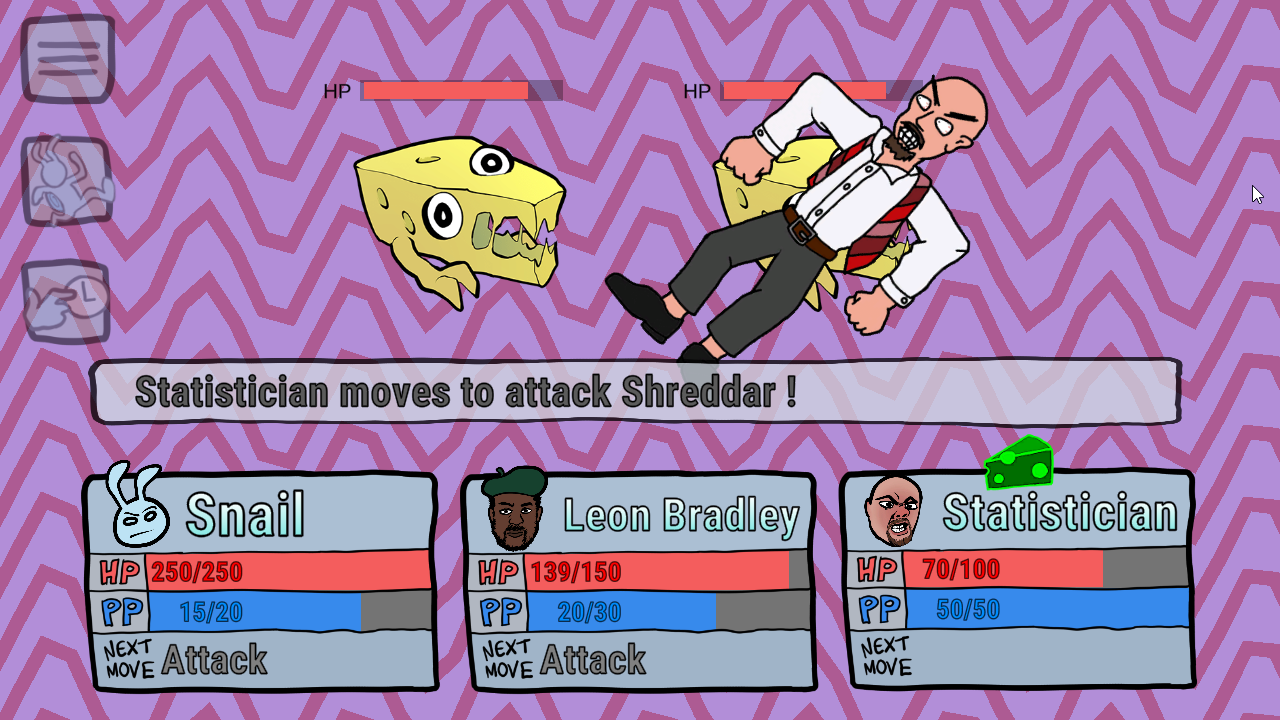 HP HP
Statistician moves to attack Shreddar !
Snail
HP 250/250
PP 15/20
NEXT MOVE Attack
Leon Bradley
HP 139/150
PP 20/30
NEXT MOVE Attack
Statistician
HP 70/100
PP 50/50
NEXT MOVE